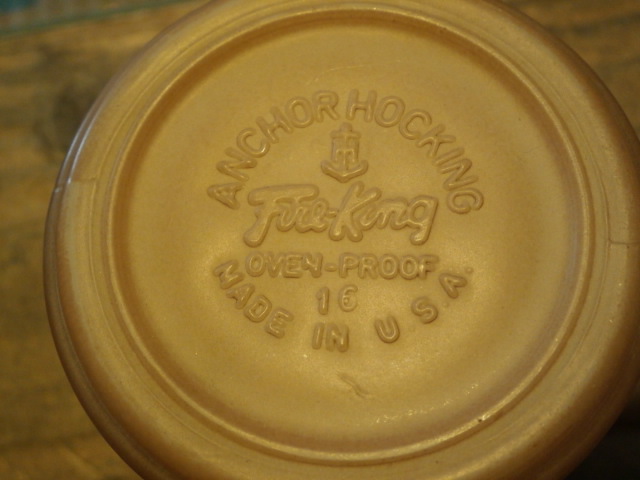 ANCHOR HOCKING
Fire-King
OVEN-PROOF
16
MADE IN U.S.A.